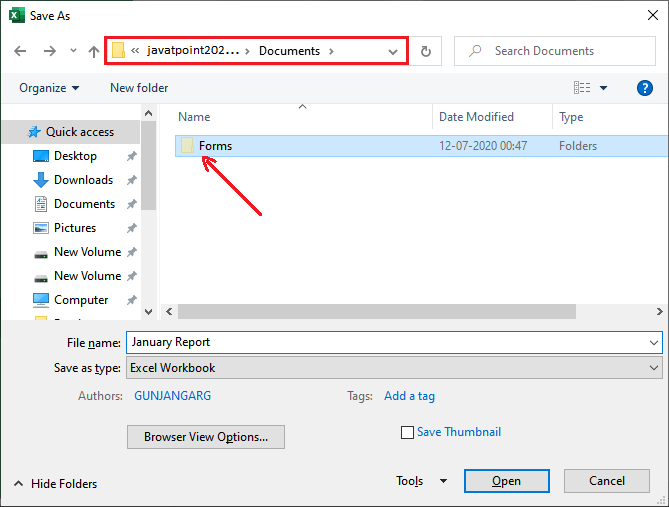 Save As
« javatpoint202... › Documents ›
Search Documents
Organize
New folder
?
Name
Date Modified
Type
Quick access
Desktop
Downloads
Documents
Pictures
New Volume
New Volume
Computer
Forms
12-07-2020 00:47
Folders
File name:
January Report
Save as type:
Excel Workbook
Authors:
GUNJANGARG
Tags:
Add a tag
Browser View Options...
Save Thumbnail
Hide Folders
Tools
Open
Cancel